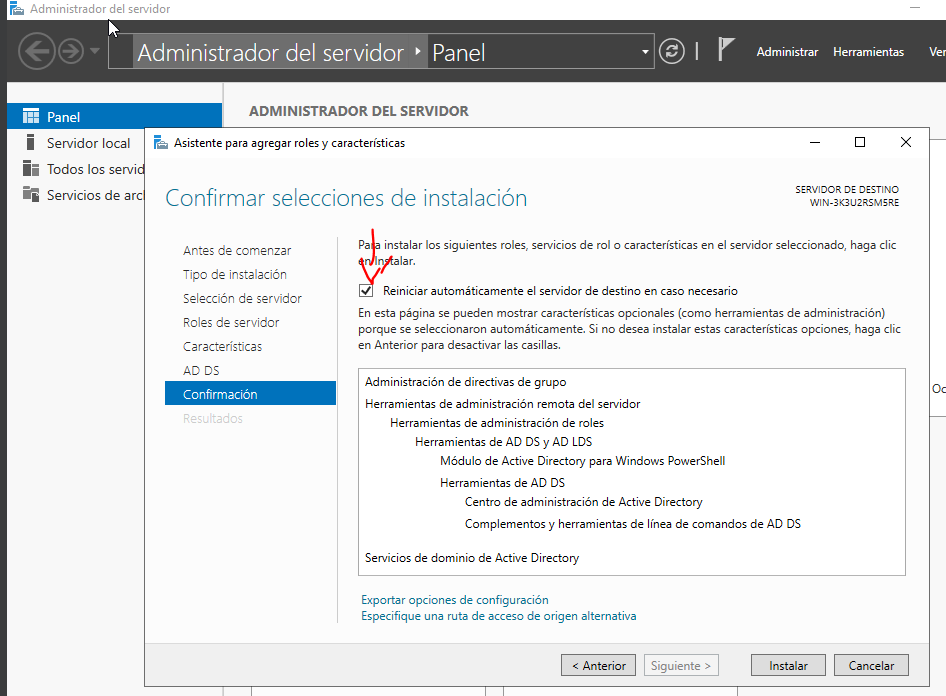 Administrador del servidor
Administrador del servidor
Panel
Administrar
Herramientas
Ver
Panel
Servidor local
Todos los servid
Servicios de arc
ADMINISTRADOR DEL SERVIDOR
Asistente para agregar roles y características
Confirmar selecciones de instalación
SERVIDOR DE DESTINO
WIN-3K3U2RSM5RE
Antes de comenzar
Tipo de instalación
Selección de servidor
Roles de servidor
Características
AD DS
Confirmación
Resultados
Para instalar los siguientes roles, servicios de rol o características en el servidor seleccionado, haga clic
en Instalar.
Reiniciar automáticamente el servidor de destino en caso necesario
En esta página se pueden mostrar características opcionales (como herramientas de administración)
porque se seleccionaron automáticamente. Si no desea instalar estas características opciones, haga clic
en Anterior para desactivar las casillas.
Administración de directivas de grupo
Herramientas de administración remota del servidor
Herramientas de administración de roles
Herramientas de AD DS y AD LDS
Módulo de Active Directory para Windows PowerShell
Herramientas de AD DS
Centro de administración de Active Directory
Complementos y herramientas de línea de comandos de AD DS
Servicios de dominio de Active Directory
Oc
Exportar opciones de configuración
Especifique una ruta de acceso de origen alternativa
< Anterior
Siguiente >
Instalar
Cancelar